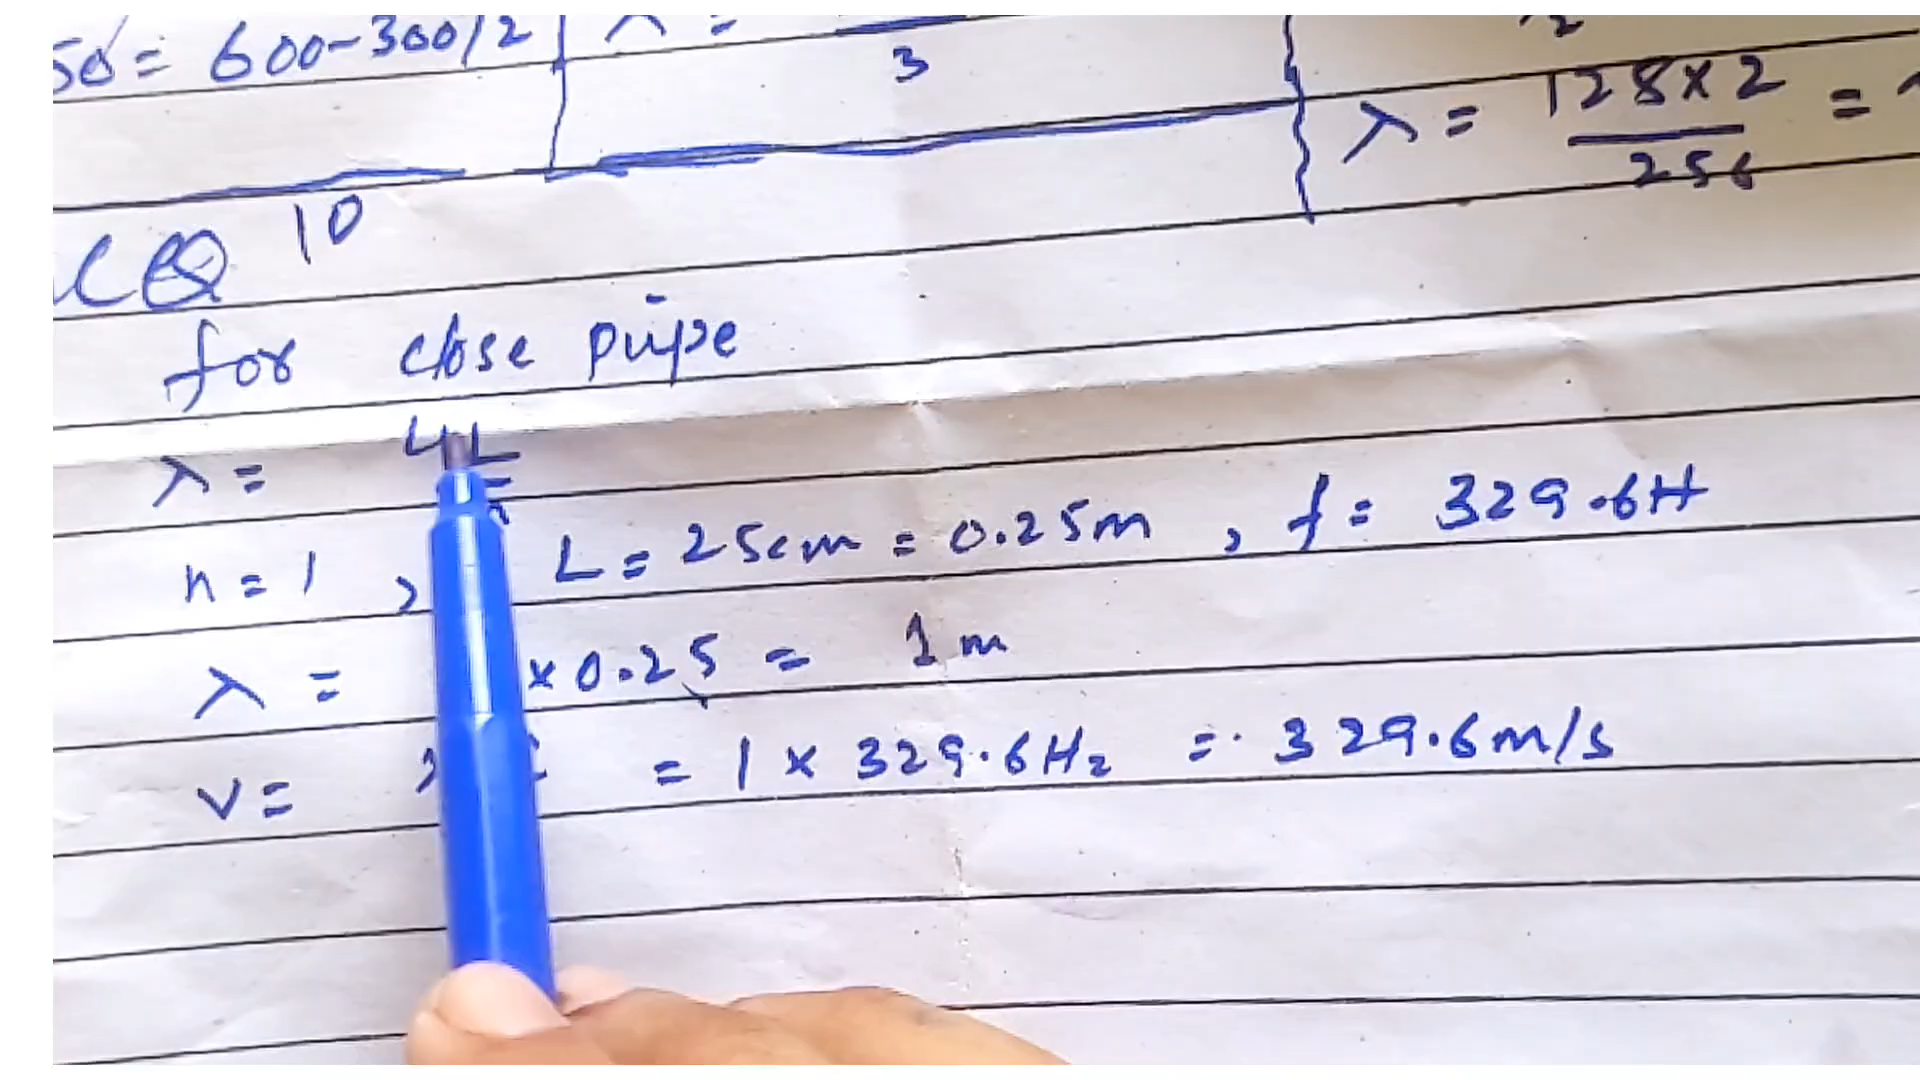 50 = 600-300/2 λ =
3
λ = 128×2 =
256
CQ 10
for close pipe
λ = 4L
n
n = 1 , L = 25cm = 0.25m , f = 329.6H
λ = ×0.25 = 1m
v = = 1 × 329.6Hz = 329.6m/s